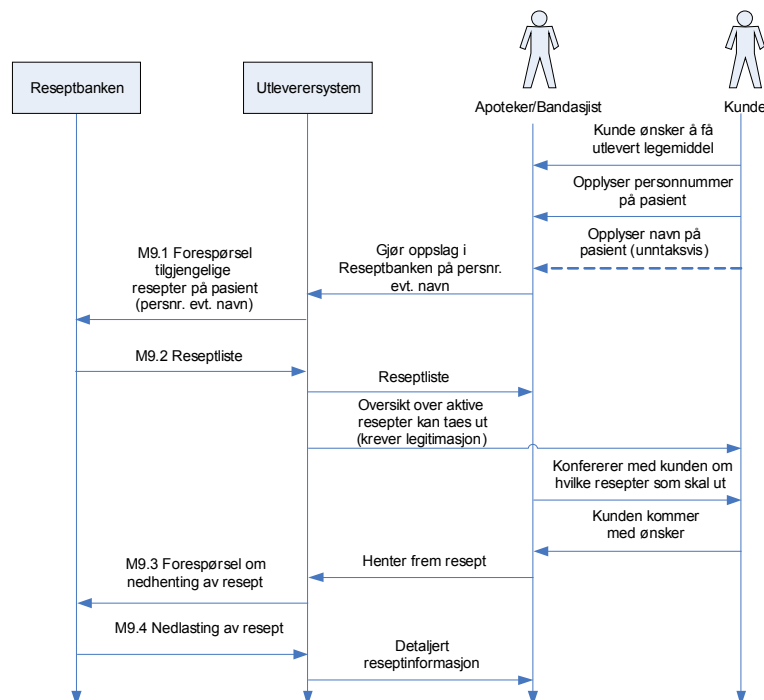 Reseptbanken
Utleverersystem
Apoteker/Bandasjist
Kunde
Kunde ønsker å få
utlevert legemiddel
Opplyser personnummer
på pasient
Opplyser navn på
pasient (unntaksvis)
Gjør oppslag i
Reseptbanken på persnr.
evt. navn
M9.1 Forespørsel
tilgjengelige
resepter på pasient
(persnr. evt. navn)
M9.2 Reseptliste
Reseptliste
Oversikt over aktive
resepter kan taes ut
(krever legitimasjon)
Konfererer med kunden om
hvilke resepter som skal ut
Kunden kommer
med ønsker
Henter frem resept
M9.3 Forespørsel om
nedhenting av resept
M9.4 Nedlasting av resept
Detaljert
reseptinformasjon